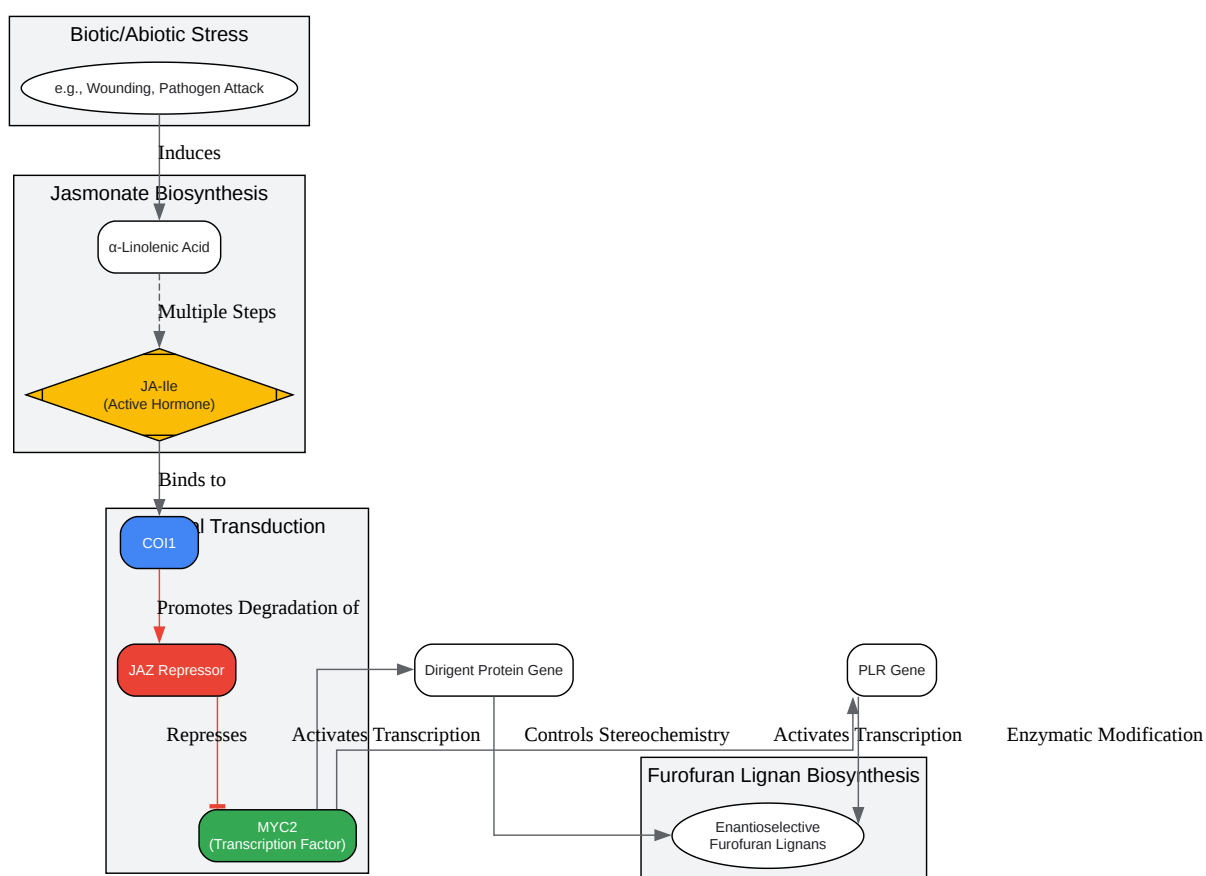 Biotic/Abiotic Stress
e.g., Wounding, Pathogen Attack
Induces
Jasmonate Biosynthesis
α-Linolenic Acid
Multiple Steps
JA-Ile
(Active Hormone)
Binds to
Transduction
COI1
Promotes Degradation of
JAZ Repressor
Dirigent Protein Gene
PLR Gene
Represses
Activates Transcription
Controls Stereochemistry
Activates Transcription
Enzymatic Modification
Furofuran Lignan Biosynthesis
MYC2
(Transcription Factor)
Enantioselective
Furofuran Lignans